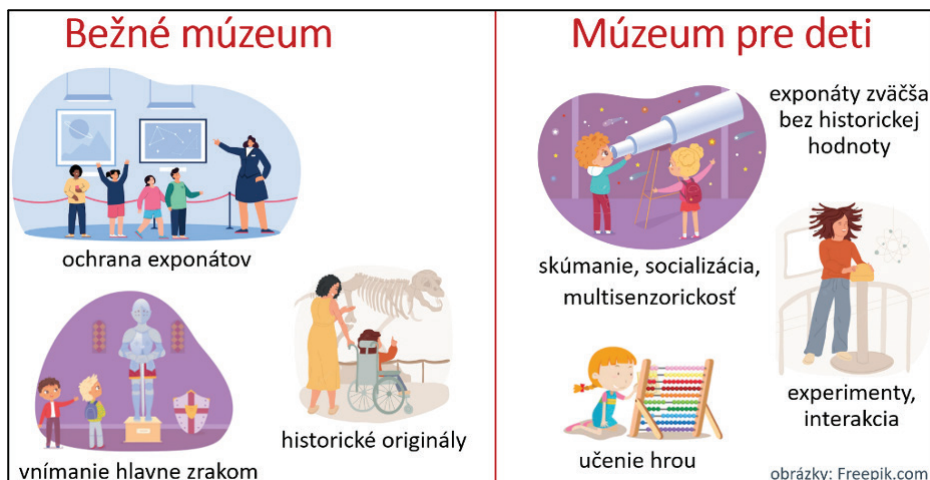 Bežné múzeum
ochrana exponátov
vnímanie hlavne zrakom
historické originály
Múzeum pre deti
skúmanie, socializácia,
multisenzorickosť
exponáty zväčša
bez historickej
hodnoty
učenie hrou
experimenty,
interakcia
obrázky: Freepik.com